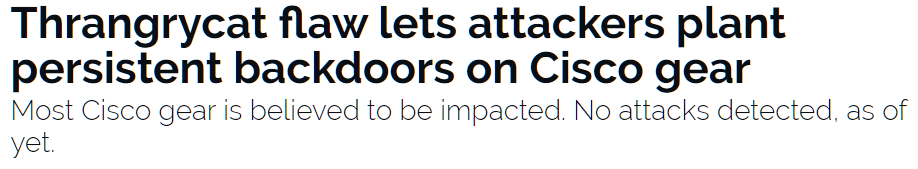 Thrangrycat flaw lets attackers plant
persistent backdoors on Cisco gear
Most Cisco gear is believed to be impacted. No attacks detected, as of
yet.